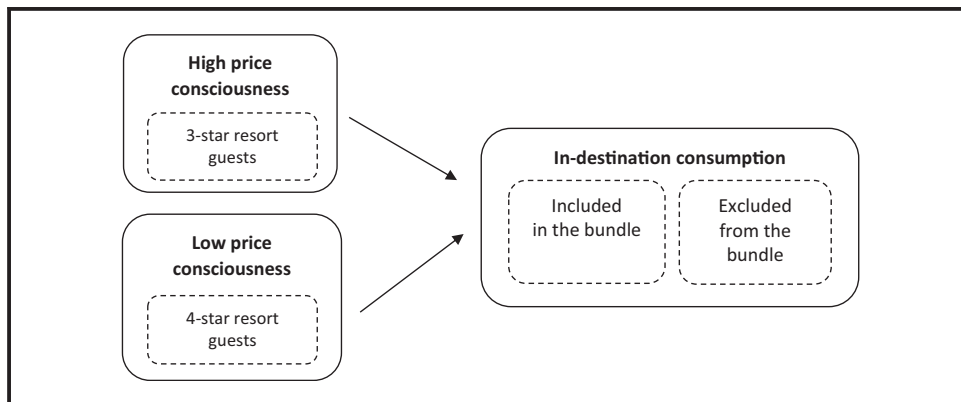 High price
consciousness
3-star resort
guests
Low price
consciousness
4-star resort
guests
In-destination consumption
Included
in the bundle
Excluded
from the
bundle